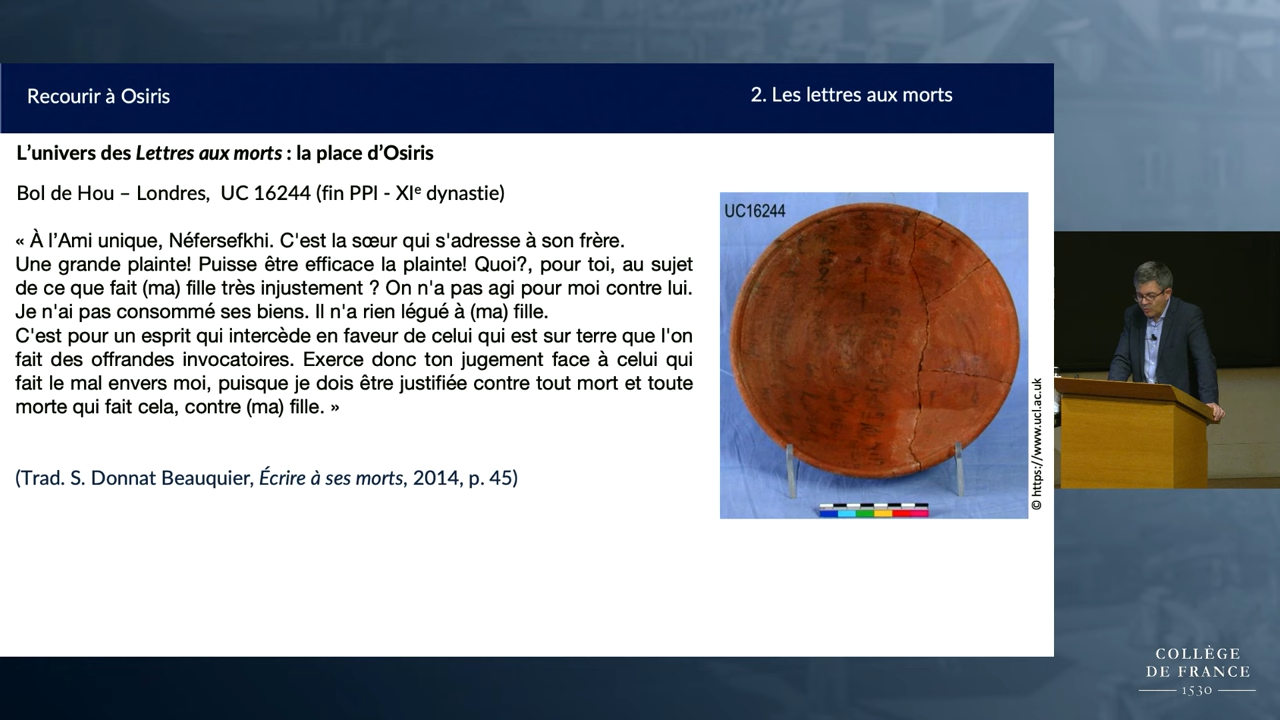 Recourir à Osiris
2. Les lettres aux morts
L'univers des Lettres aux morts : la place d'Osiris
Bol de Hou – Londres, UC 16244 (fin PPI - XIe dynastie)
« À l'Ami unique, Néfersefkhi. C'est la sœur qui s'adresse à son frère.
Une grande plainte! Puisse être efficace la plainte! Quoi?, pour toi, au sujet
de ce que fait (ma) fille très injustement ? On n'a pas agi pour moi contre lui.
Je n'ai pas consommé ses biens. Il n'a rien légué à (ma) fille.
C'est pour un esprit qui intercède en faveur de celui qui est sur terre que l'on
fait des offrandes invocatoires. Exerce donc ton jugement face à celui qui
fait le mal envers moi, puisque je dois être justifiée contre tout mort et toute
morte qui fait cela, contre (ma) fille. »
(Trad. S. Donnat Beauquier, Écrire à ses morts, 2014, p. 45)
UC16244
© https://www.ucl.ac.uk
COLLÈGE
DE FRANCE
1530